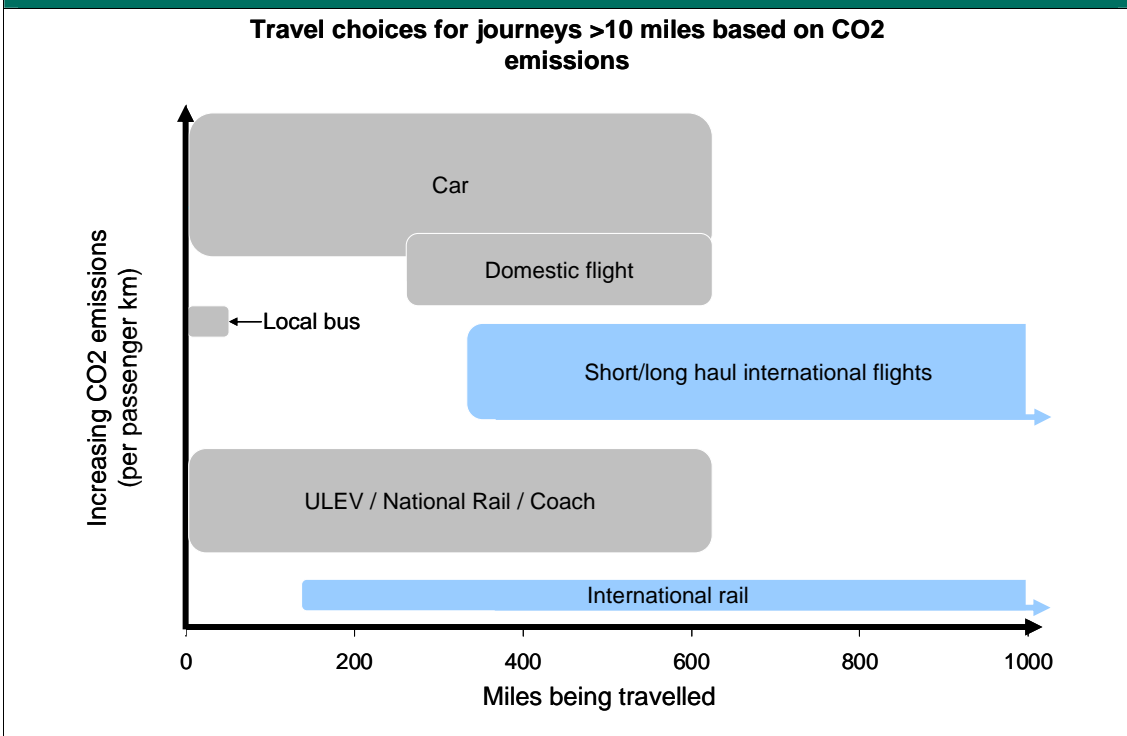 Travel choices for journeys >10 miles based on CO2
emissions
Increasing CO2 emissions
(per passenger km)
Car
Domestic flight
Local bus
Short/long haul international flights
ULEV / National Rail / Coach
International rail
0 200 400 600 800 1000
Miles being travelled